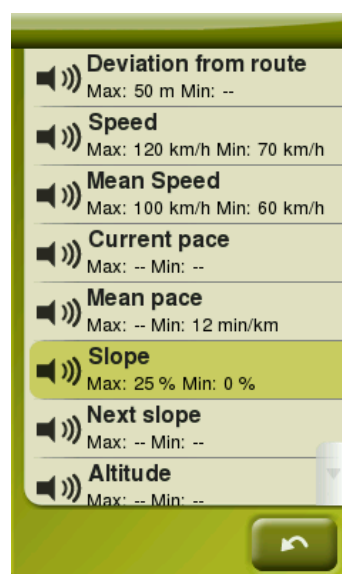 Deviation from route
Max: 50 m Min: --
Speed
Max: 120 km/h Min: 70 km/h
Mean Speed
Max: 100 km/h Min: 60 km/h
Current pace
Max: -- Min: --
Mean pace
Max: -- Min: 12 min/km
Slope
Max: 25 % Min: 0 %
Next slope
Max: -- Min: --
Altitude
Max: -- Min: --